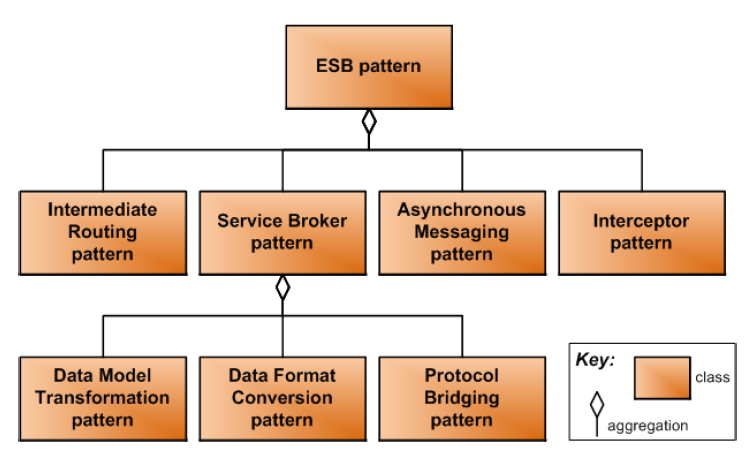 ESB pattern
Intermediate
Routing
pattern
Service Broker
pattern
Asynchronous
Messaging
pattern
Interceptor
pattern
Data Model
Transformation
pattern
Data Format
Conversion
pattern
Protocol
Bridging
pattern
Key:
class
aggregation